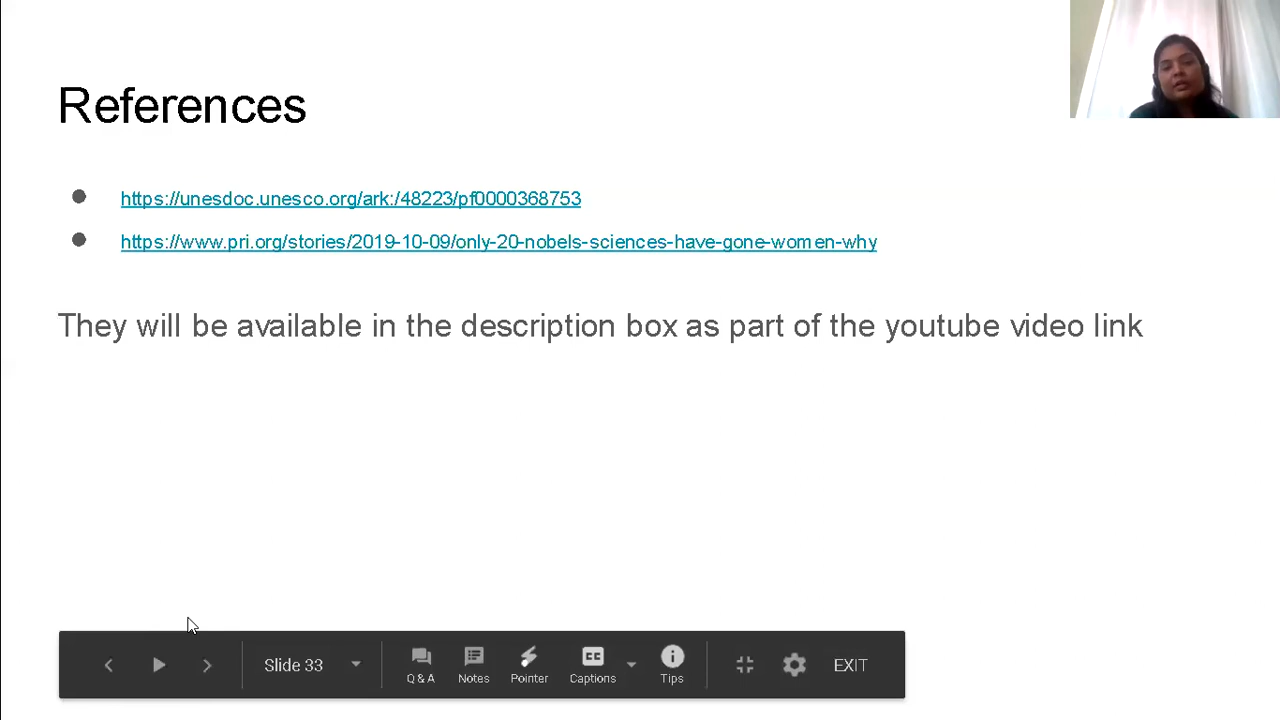 References
https://unesdoc.unesco.org/ark:/48223/pf0000368753
https://www.pri.org/stories/2019-10-09/only-20-nobels-sciences-have-gone-women-why
They will be available in the description box as part of the youtube video link
Slide 33
Q & A
Notes
Pointer
CC
Captions
Tips
EXIT